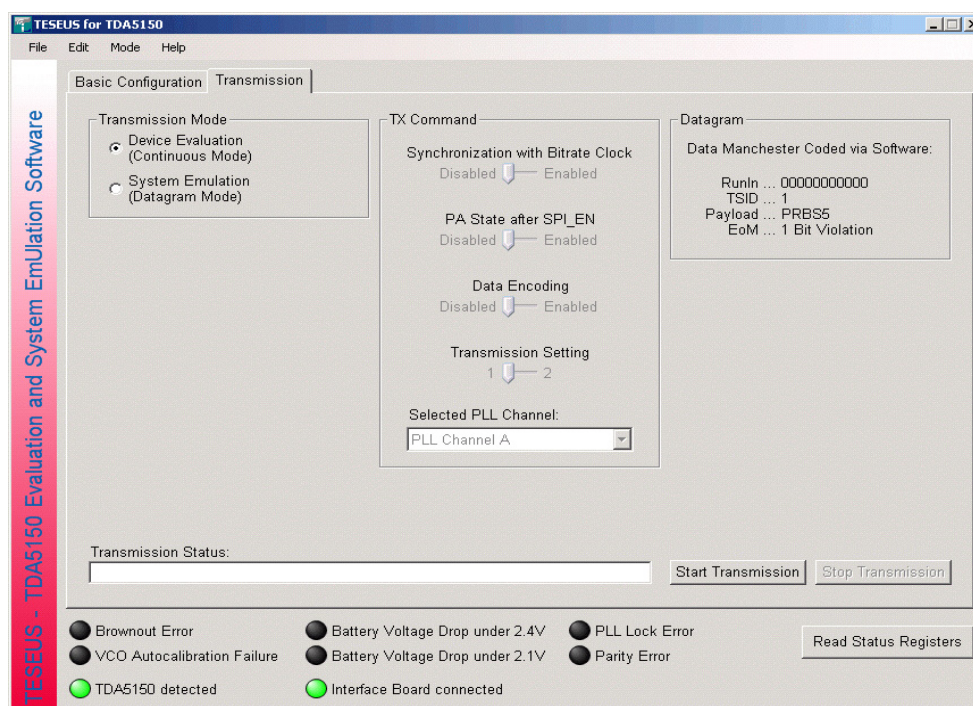 TESEUS for TDA5150
File Edit Mode Help
TESEUS - TDA5150 Evaluation and System EmUlation Software
Basic Configuration Transmission
Transmission Mode
Device Evaluation
(Continuous Mode)
System Emulation
(Datagram Mode)
TX Command
Synchronization with Bitrate Clock
Disabled Enabled
PA State after SPI_EN
Disabled Enabled
Data Encoding
Disabled Enabled
Transmission Setting
1 2
Selected PLL Channel:
PLL Channel A
Datagram
Data Manchester Coded via Software:
RunIn ... 00000000000
TSID ... 1
Payload ... PRBS5
EoM ... 1 Bit Violation
Transmission Status:
Start Transmission Stop Transmission
Brownout Error Battery Voltage Drop under 2.4V PLL Lock Error
VCO Autocalibration Failure Battery Voltage Drop under 2.1V Parity Error
Read Status Registers
TDA5150 detected Interface Board connected